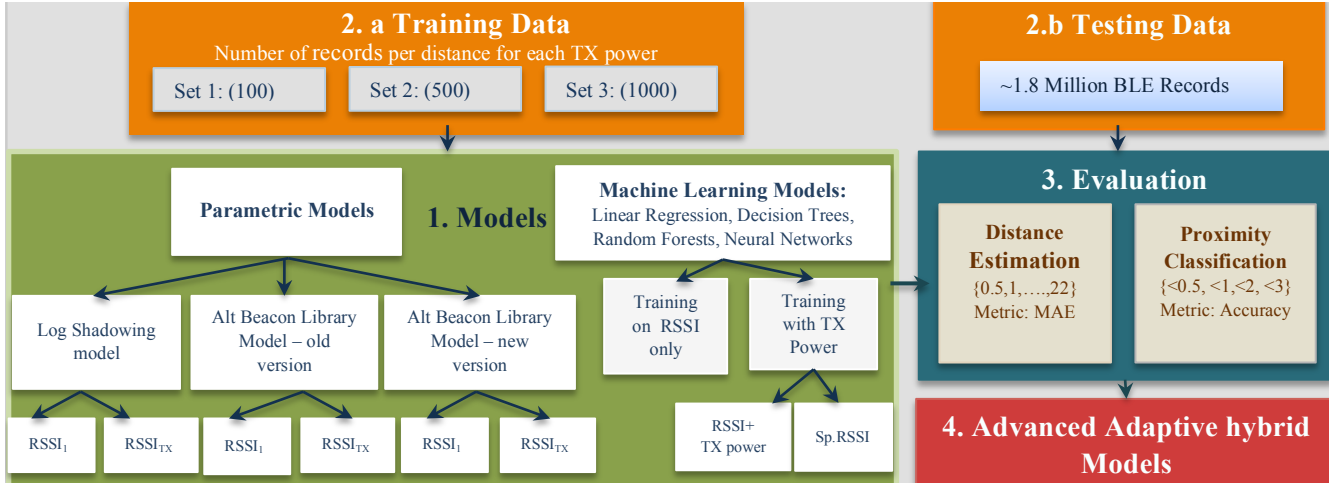 2. a Training Data
Number of records per distance for each TX power
Set 1: (100)
Set 2: (500)
Set 3: (1000)
2.b Testing Data
~1.8 Million BLE Records
1. Models
Parametric Models
Machine Learning Models:
Linear Regression, Decision Trees,
Random Forests, Neural Networks
Log Shadowing
model
Alt Beacon Library
Model – old
version
Alt Beacon Library
Model – new
version
Training
on RSSI
only
Training
with TX
Power
RSSI1
RSSITX
RSSI1
RSSITX
RSSI1
RSSITX
RSSI+
TX power
Sp.RSSI
3. Evaluation
Distance
Estimation
{0.5,1,….,22}
Metric: MAE
Proximity
Classification
{<0.5, <1,<2, <3}
Metric: Accuracy
4. Advanced Adaptive hybrid
Models